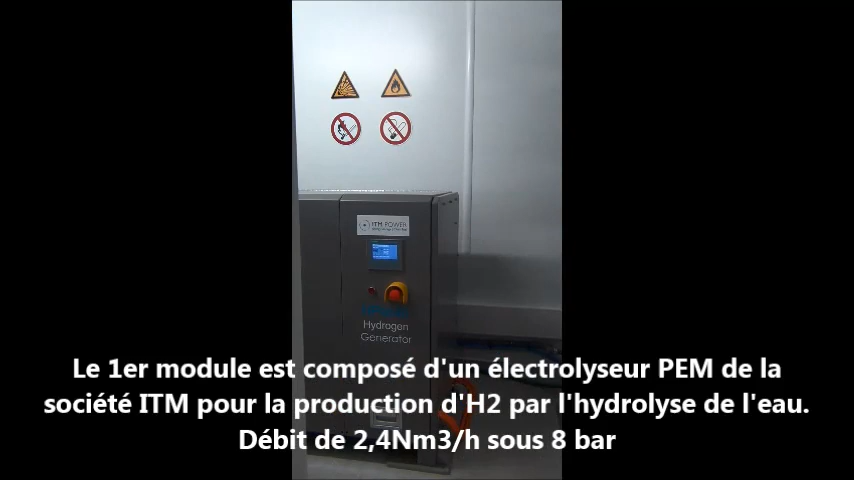 ITM POWER
Hydrogen
Generator
Le 1er module est composé d'un électrolyseur PEM de la
société ITM pour la production d'H2 par l'hydrolyse de l'eau.
Débit de 2,4Nm3/h sous 8 bar